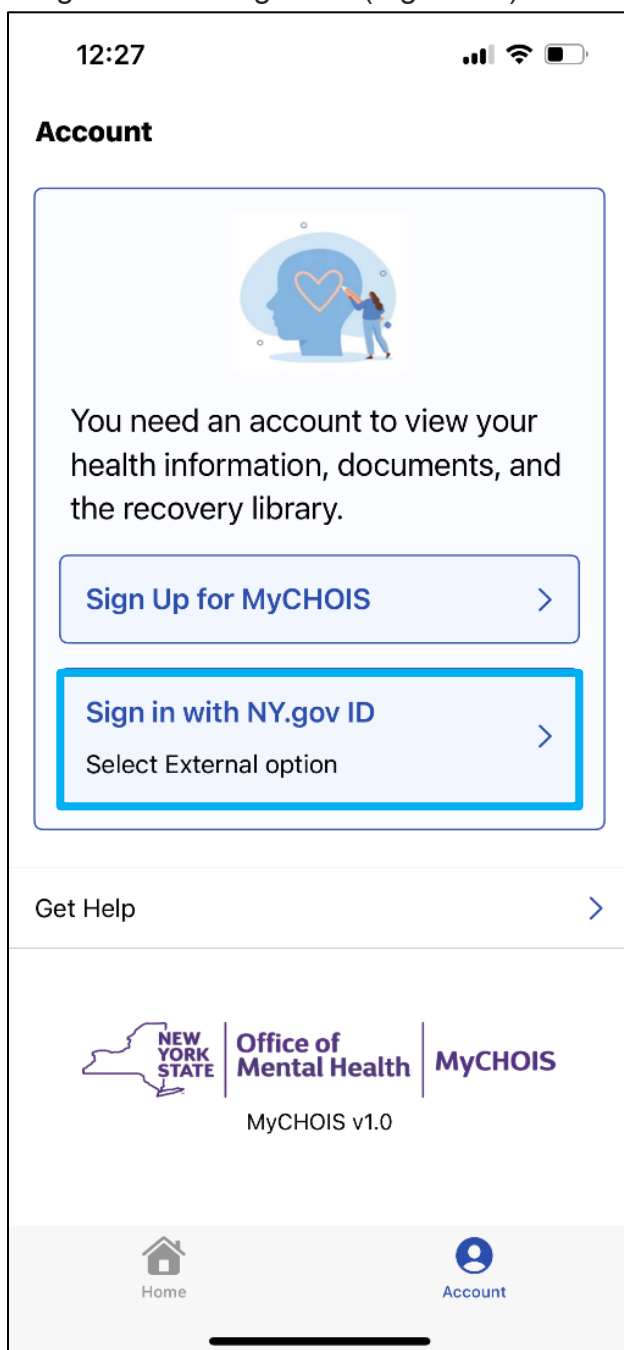 12:27
Account
You need an account to view your
health information, documents, and
the recovery library.
Sign Up for MyCHOIS
Sign in with NY.gov ID
Select External option
Get Help
NEW
YORK
STATE
Office of
Mental Health
MyCHOIS
MyCHOIS v1.0
Home
Account